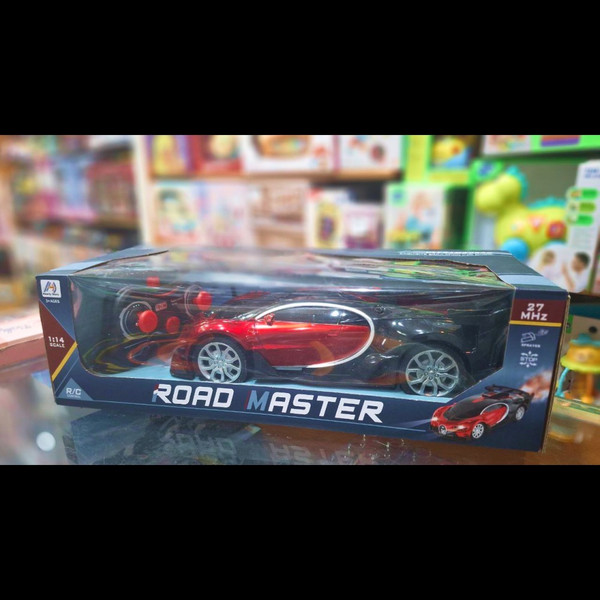 1:14
SCALE
R/C
ROAD MASTER
27
MHz
STOP